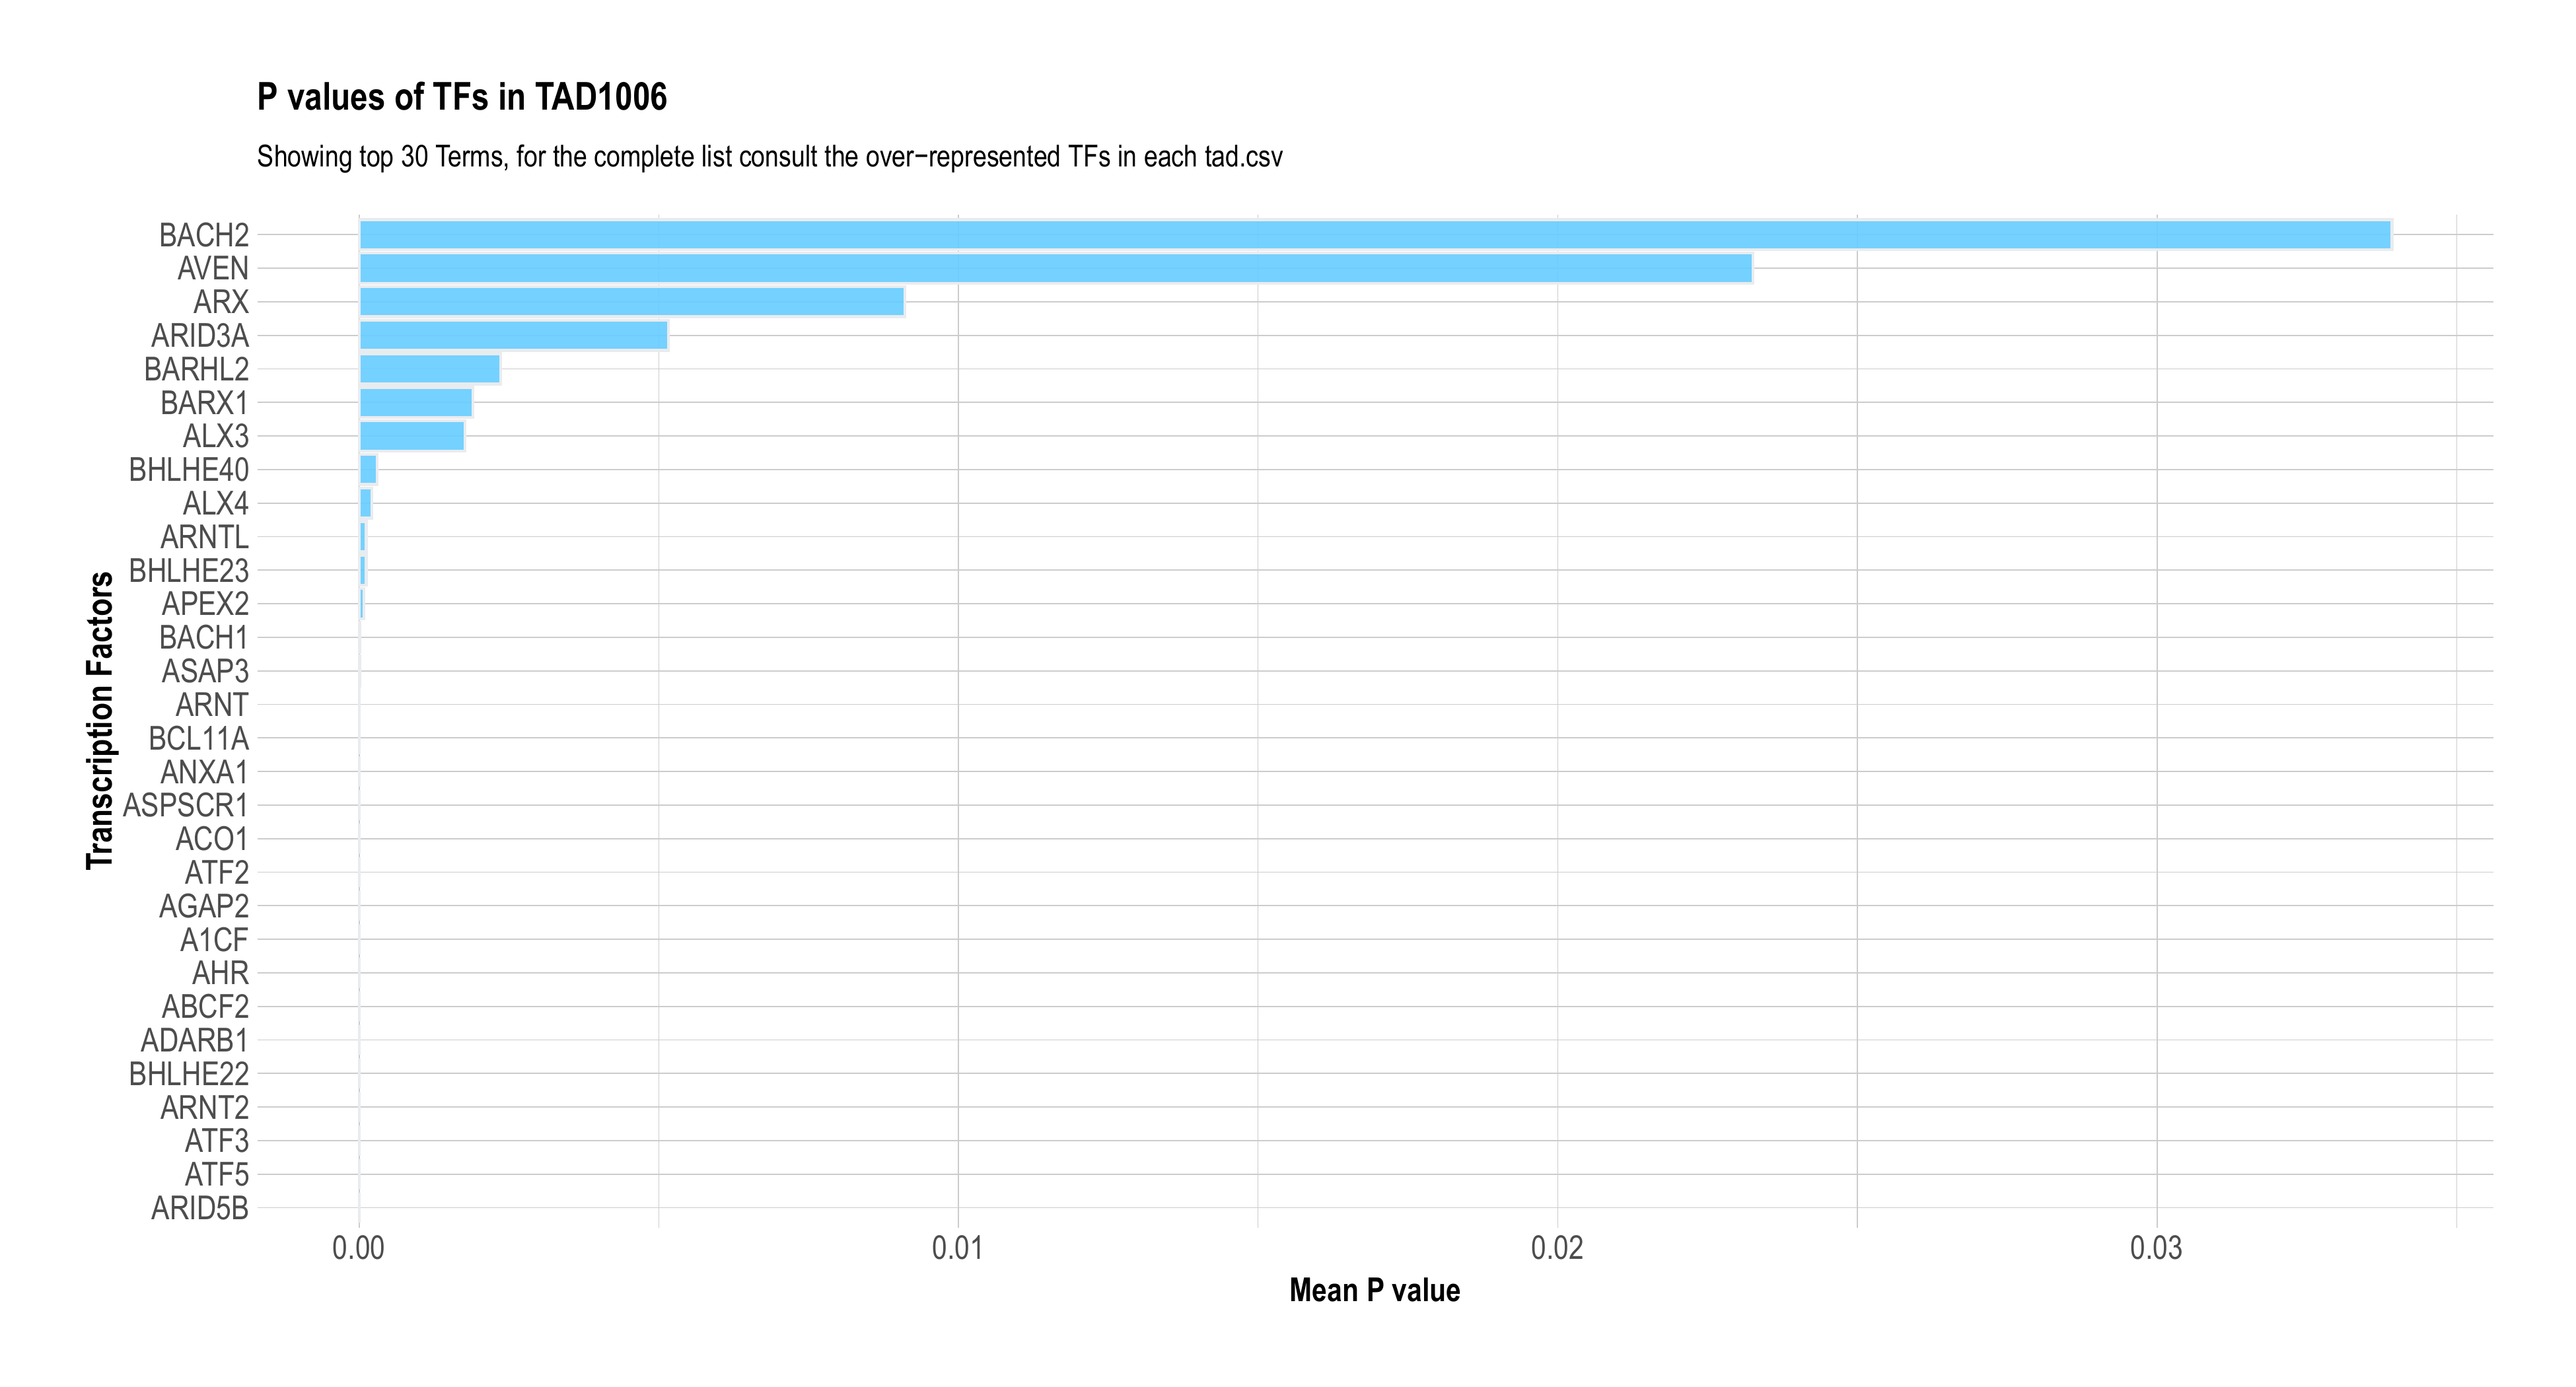 P values of TFs in TAD1006
Showing top 30 Terms, for the complete list consult the over−represented TFs in each tad.csv
BACH2
AVEN
ARX
ARID3A
BARHL2
BARX1
ALX3
BHLHE40
ALX4
ARNTL
BHLHE23
APEX2
BACH1
ASAP3
ARNT
BCL11A
ANXA1
ASPSCR1
ACO1
ATF2
AGAP2
A1CF
AHR
ABCF2
ADARB1
BHLHE22
ARNT2
ATF3
ATF5
ARID5B
Transcription Factors
0.00 0.01 0.02 0.03
Mean P value